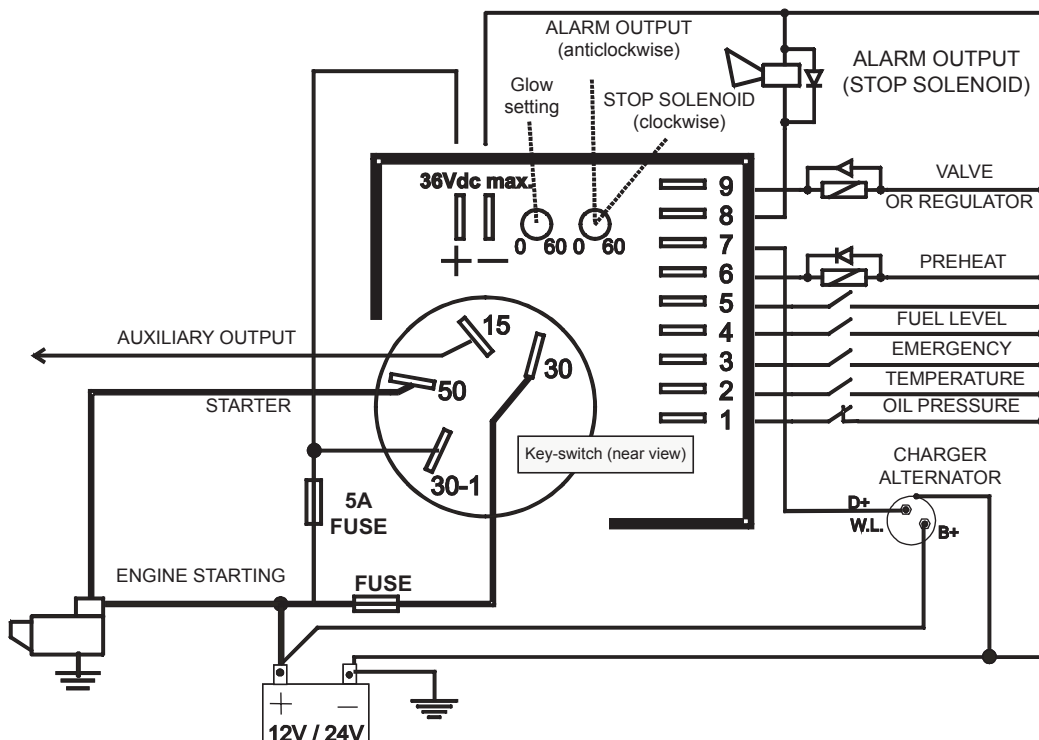 ALARM OUTPUT
(anticlockwise)
ALARM OUTPUT
(STOP SOLENOID)
Glow
setting
STOP SOLENOID
(clockwise)
36Vdc max.
+ −
0 60 0 60
9
8
7
6
5
4
3
2
1
VALVE
OR REGULATOR
PREHEAT
FUEL LEVEL
EMERGENCY
TEMPERATURE
OIL PRESSURE
AUXILIARY OUTPUT
15
30
50
STARTER
30-1
Key-switch (near view)
5A
FUSE
CHARGER
ALTERNATOR
D+
W.L.
B+
ENGINE STARTING
FUSE
+ −
12V / 24V